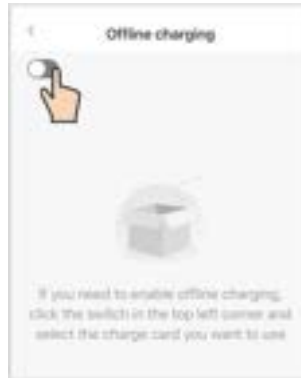 Offline charging
If you need to enable offline charging,
click the switch in the top left corner and
select the charge card you want to use